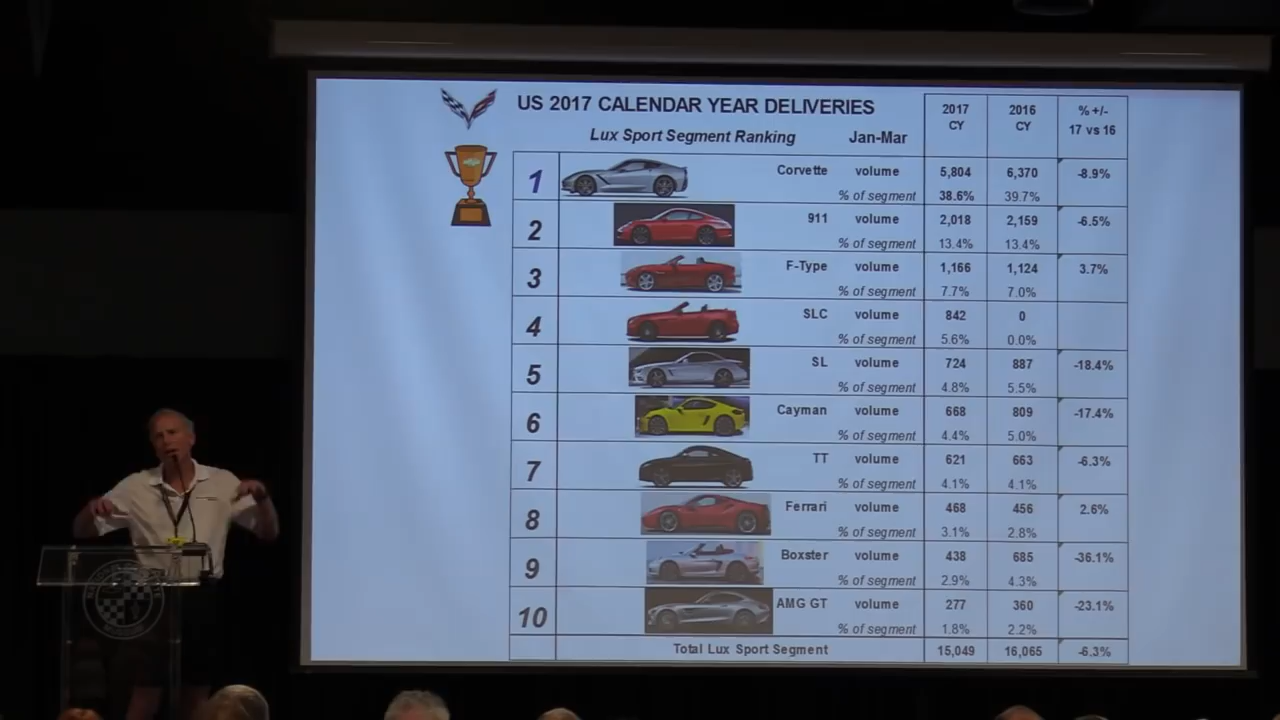 US 2017 CALENDAR YEAR DELIVERIES
Lux Sport Segment Ranking Jan-Mar
2017 CY 2016 CY % +/- 17 vs 16
1 Corvette volume 5,804 6,370 -8.9%
% of segment 38.6% 39.7%
2 911 volume 2,018 2,159 -6.5%
% of segment 13.4% 13.4%
3 F-Type volume 1,166 1,124 3.7%
% of segment 7.7% 7.0%
4 SLC volume 842 0
% of segment 5.6% 0.0%
5 SL volume 724 887 -18.4%
% of segment 4.8% 5.5%
6 Cayman volume 668 809 -17.4%
% of segment 4.4% 5.0%
7 TT volume 621 663 -6.3%
% of segment 4.1% 4.1%
8 Ferrari volume 468 456 2.6%
% of segment 3.1% 2.8%
9 Boxster volume 438 685 -36.1%
% of segment 2.9% 4.3%
10 AMG GT volume 277 360 -23.1%
% of segment 1.8% 2.2%
Total Lux Sport Segment 15,049 16,065 -6.3%